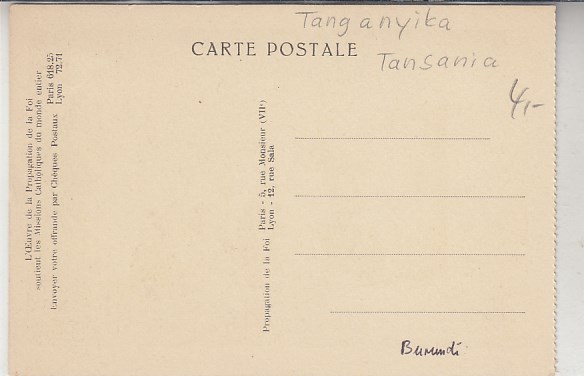 Tanganyika
CARTE POSTALE
Tansania
4,-
L'Œuvre de la Propagation de la Foi
soutient les Missions Catholiques du monde entier
Envoyer votre offrande par Chèques Postaux Paris 618.25
Lyon 72.71
Propagation de la Foi Paris - 5, rue Monsieur (VIIe)
Lyon - 12, rue Sala
Burundi